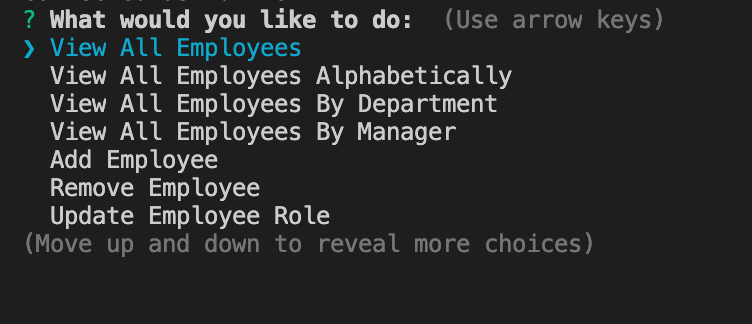 ? What would you like to do: (Use arrow keys)
❯ View All Employees
View All Employees Alphabetically
View All Employees By Department
View All Employees By Manager
Add Employee
Remove Employee
Update Employee Role
(Move up and down to reveal more choices)